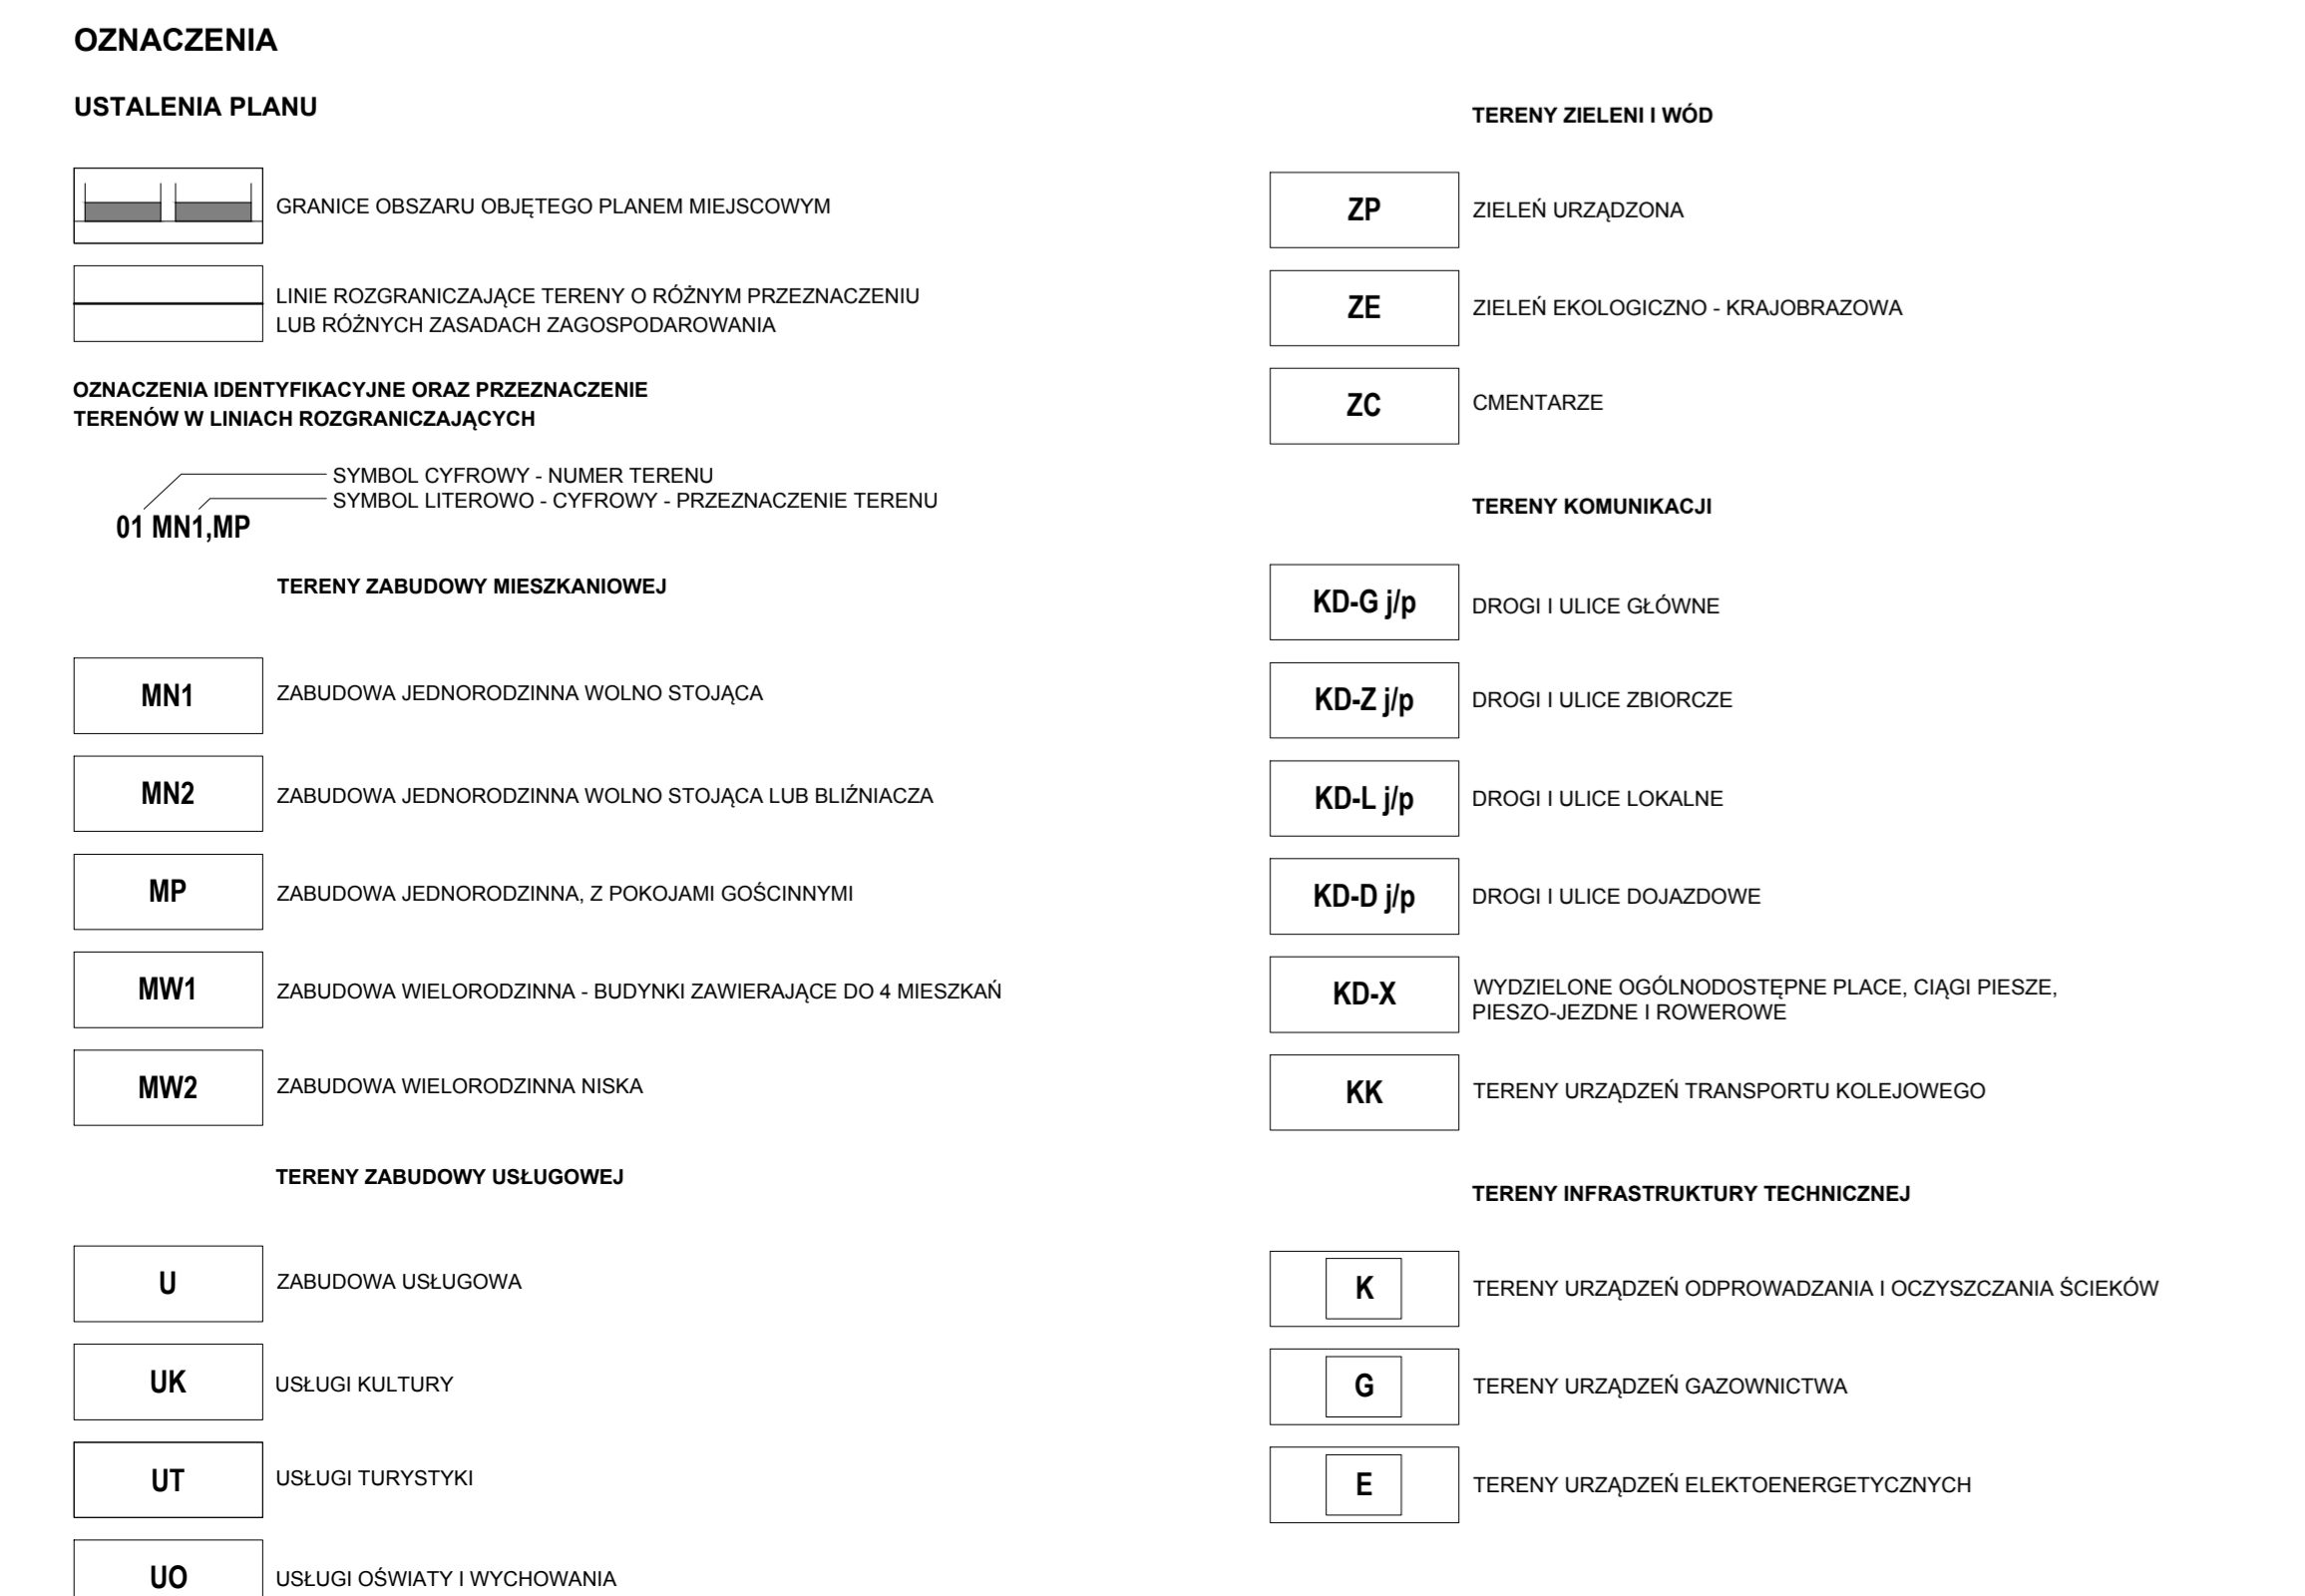 OZNACZENIA
USTALENIA PLANU
GRANICE OBSZARU OBJĘTEGO PLANEM MIEJSCOWYM
LINIE ROZGRANICZAJĄCE TERENY O RÓŻNYM PRZEZNACZENIU
LUB RÓŻNYCH ZASADACH ZAGOSPODAROWANIA
OZNACZENIA IDENTYFIKACYJNE ORAZ PRZEZNACZENIE
TERENÓW W LINIACH ROZGRANICZAJĄCYCH
SYMBOL CYFROWY - NUMER TERENU
SYMBOL LITEROWO - CYFROWY - PRZEZNACZENIE TERENU
01 MN1,MP
TERENY ZABUDOWY MIESZKANIOWEJ
MN1 ZABUDOWA JEDNORODZINNA WOLNO STOJĄCA
MN2 ZABUDOWA JEDNORODZINNA WOLNO STOJĄCA LUB BLIŹNIACZA
MP ZABUDOWA JEDNORODZINNA, Z POKOJAMI GOŚCINNYMI
MW1 ZABUDOWA WIELORODZINNA - BUDYNKI ZAWIERAJĄCE DO 4 MIESZKAŃ
MW2 ZABUDOWA WIELORODZINNA NISKA
TERENY ZABUDOWY USŁUGOWEJ
U ZABUDOWA USŁUGOWA
UK USŁUGI KULTURY
UT USŁUGI TURYSTYKI
UO USŁUGI OŚWIATY I WYCHOWANIA
TERENY ZIELENI I WÓD
ZP ZIELEŃ URZĄDZONA
ZE ZIELEŃ EKOLOGICZNO - KRAJOBRAZOWA
ZC CMENTARZE
TERENY KOMUNIKACJI
KD-G j/p DROGI I ULICE GŁÓWNE
KD-Z j/p DROGI I ULICE ZBIORCZE
KD-L j/p DROGI I ULICE LOKALNE
KD-D j/p DROGI I ULICE DOJAZDOWE
KD-X WYDZIELONE OGÓLNODOSTĘPNE PLACE, CIĄGI PIESZE,
PIESZO-JEZDNE I ROWEROWE
KK TERENY URZĄDZEŃ TRANSPORTU KOLEJOWEGO
TERENY INFRASTRUKTURY TECHNICZNEJ
K TERENY URZĄDZEŃ ODPROWADZANIA I OCZYSZCZANIA ŚCIEKÓW
G TERENY URZĄDZEŃ GAZOWNICTWA
E TERENY URZĄDZEŃ ELEKTOENERGETYCZNYCH